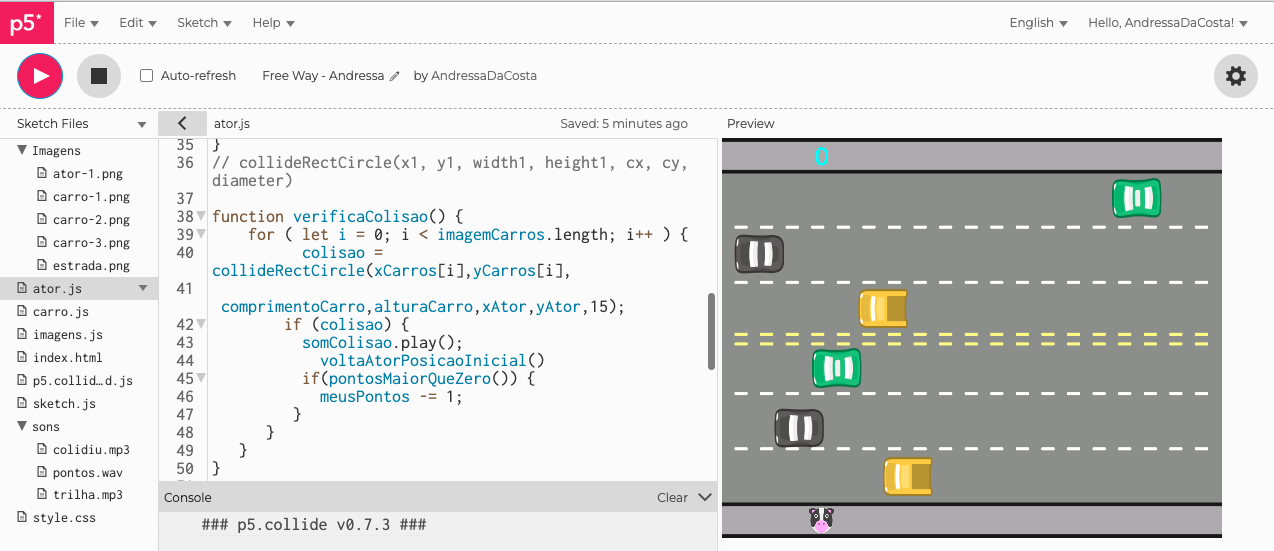 p5* File Edit Sketch Help English Hello, AndressaDaCosta!
Auto-refresh Free Way - Andressa by AndressaDaCosta
Sketch Files
Imagens
ator-1.png
carro-1.png
carro-2.png
carro-3.png
estrada.png
ator.js
carro.js
imagens.js
index.html
p5.collid…d.js
sketch.js
sons
colidiu.mp3
pontos.wav
trilha.mp3
style.css
ator.js Saved: 5 minutes ago
35 }
36 // collideRectCircle(x1, y1, width1, height1, cx, cy,
diameter)
37
38 function verificaColisao() {
39 for ( let i = 0; i < imagemCarros.length; i++ ) {
40 colisao =
collideRectCircle(xCarros[i],yCarros[i],
41
comprimentoCarro,alturaCarro,xAtor,yAtor,15);
42 if (colisao) {
43 somColisao.play();
44 voltaAtorPosicaoInicial()
45 if(pontosMaiorQueZero()) {
46 meusPontos -= 1;
47 }
48 }
49 }
50 }
Console Clear
### p5.collide v0.7.3 ###
Preview
0